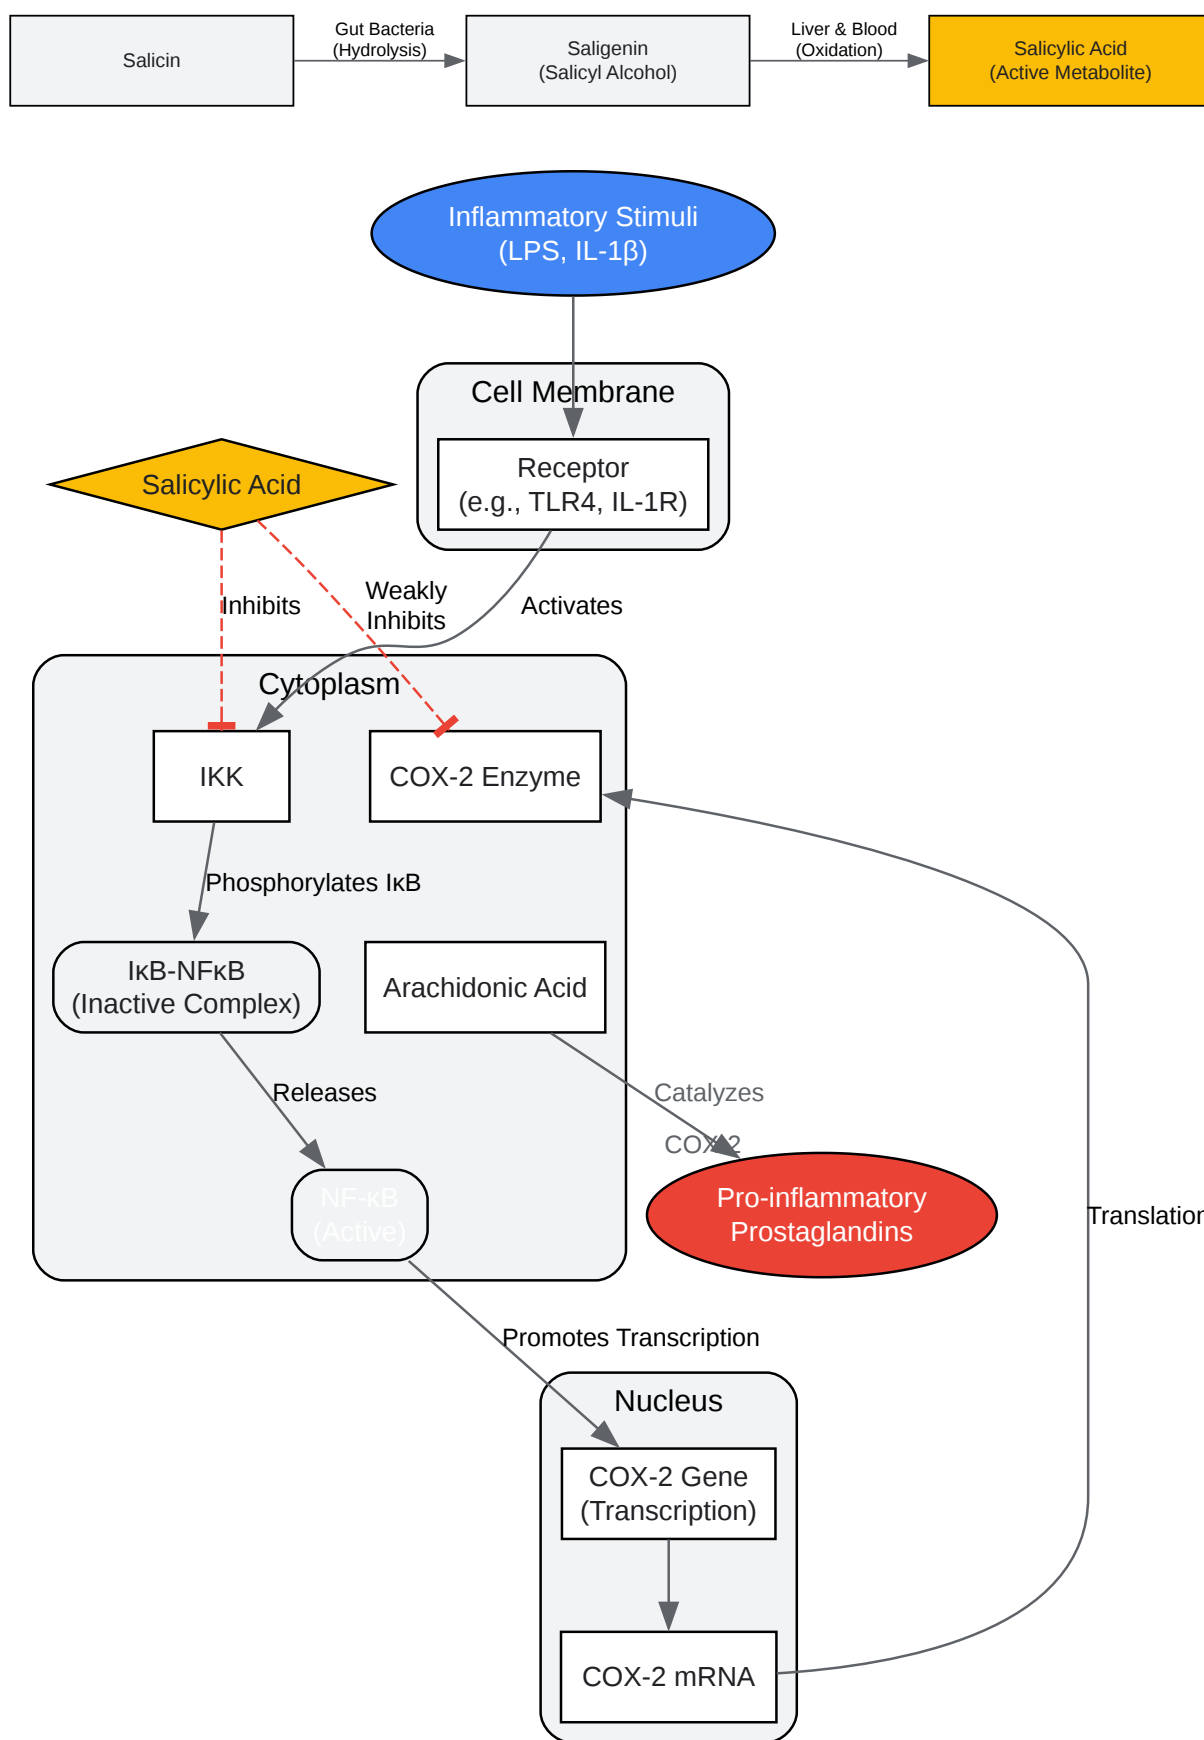 Salicin
Gut Bacteria
(Hydrolysis)
Saligenin
(Salicyl Alcohol)
Liver & Blood
(Oxidation)
Salicylic Acid
(Active Metabolite)
Inflammatory Stimuli
(LPS, IL-1β)
Cell Membrane
Receptor
(e.g., TLR4, IL-1R)
Salicylic Acid
Inhibits
Weakly
Inhibits
Activates
Cytoplasm
IKK
COX-2 Enzyme
Phosphorylates IκB
IκB-NFκB
(Inactive Complex)
Arachidonic Acid
Releases
Catalyzes
COX-2
NF-κB
(Active)
Pro-inflammatory
Prostaglandins
Translation
Promotes Transcription
Nucleus
COX-2 Gene
(Transcription)
COX-2 mRNA